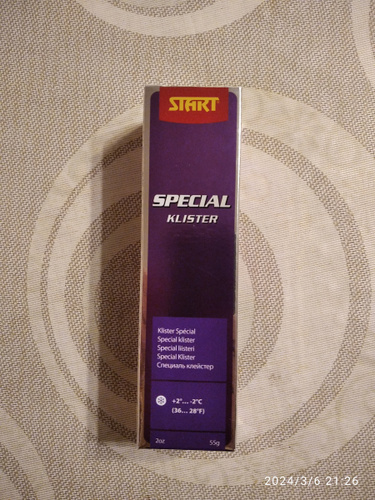 START
SPECIAL
KLISTER
Klister Spécial
Special klister
Special liisteri
Special Klister
Специаль клейстер
+2°... -2°C
(36... 28°F)
2oz 55g
2024/3/6 21:26